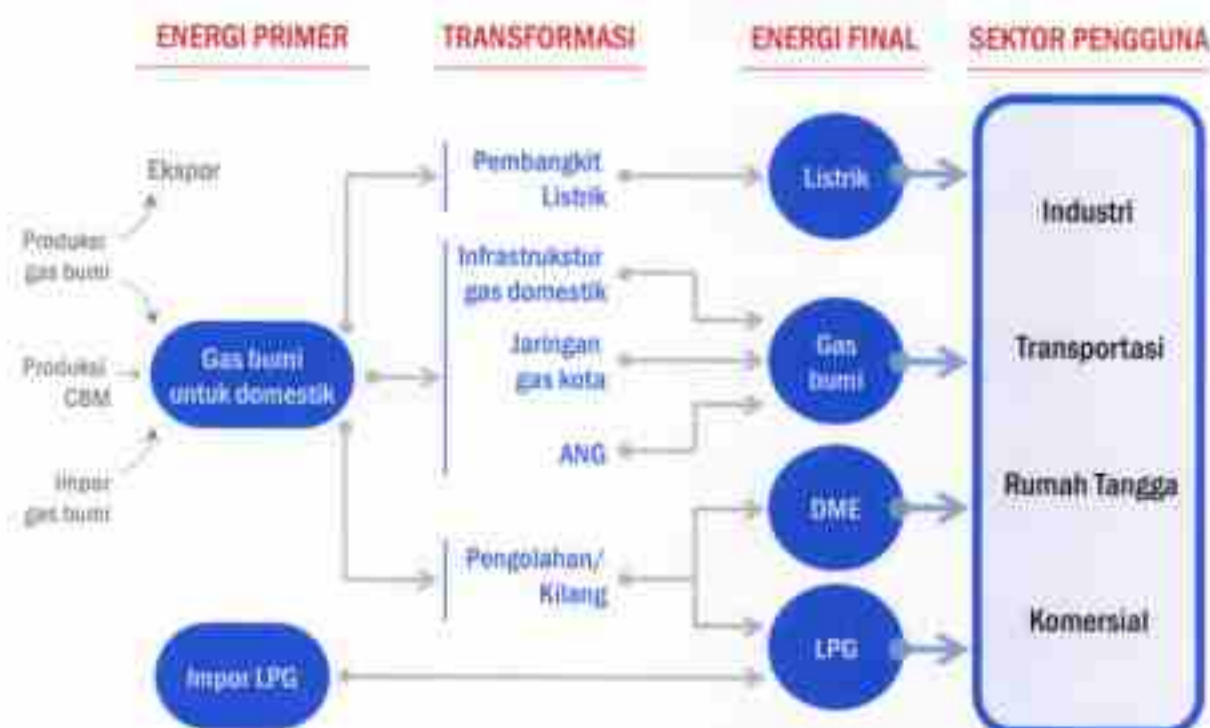 ENERGI PRIMER
TRANSFORMASI
ENERGI FINAL
SEKTOR PENGGUNA
Ekspor
Produksi
gas bumi
Produksi
CBM
Impor
gas bumi
Gas bumi
untuk domestik
Impor LPG
Pembangkit
Listrik
Infrastrukstur
gas domestik
Jaringan
gas kota
ANG
Pengolahan/
Kilang
Listrik
Gas
bumi
DME
LPG
Industri
Transportasi
Rumah Tangga
Komersial